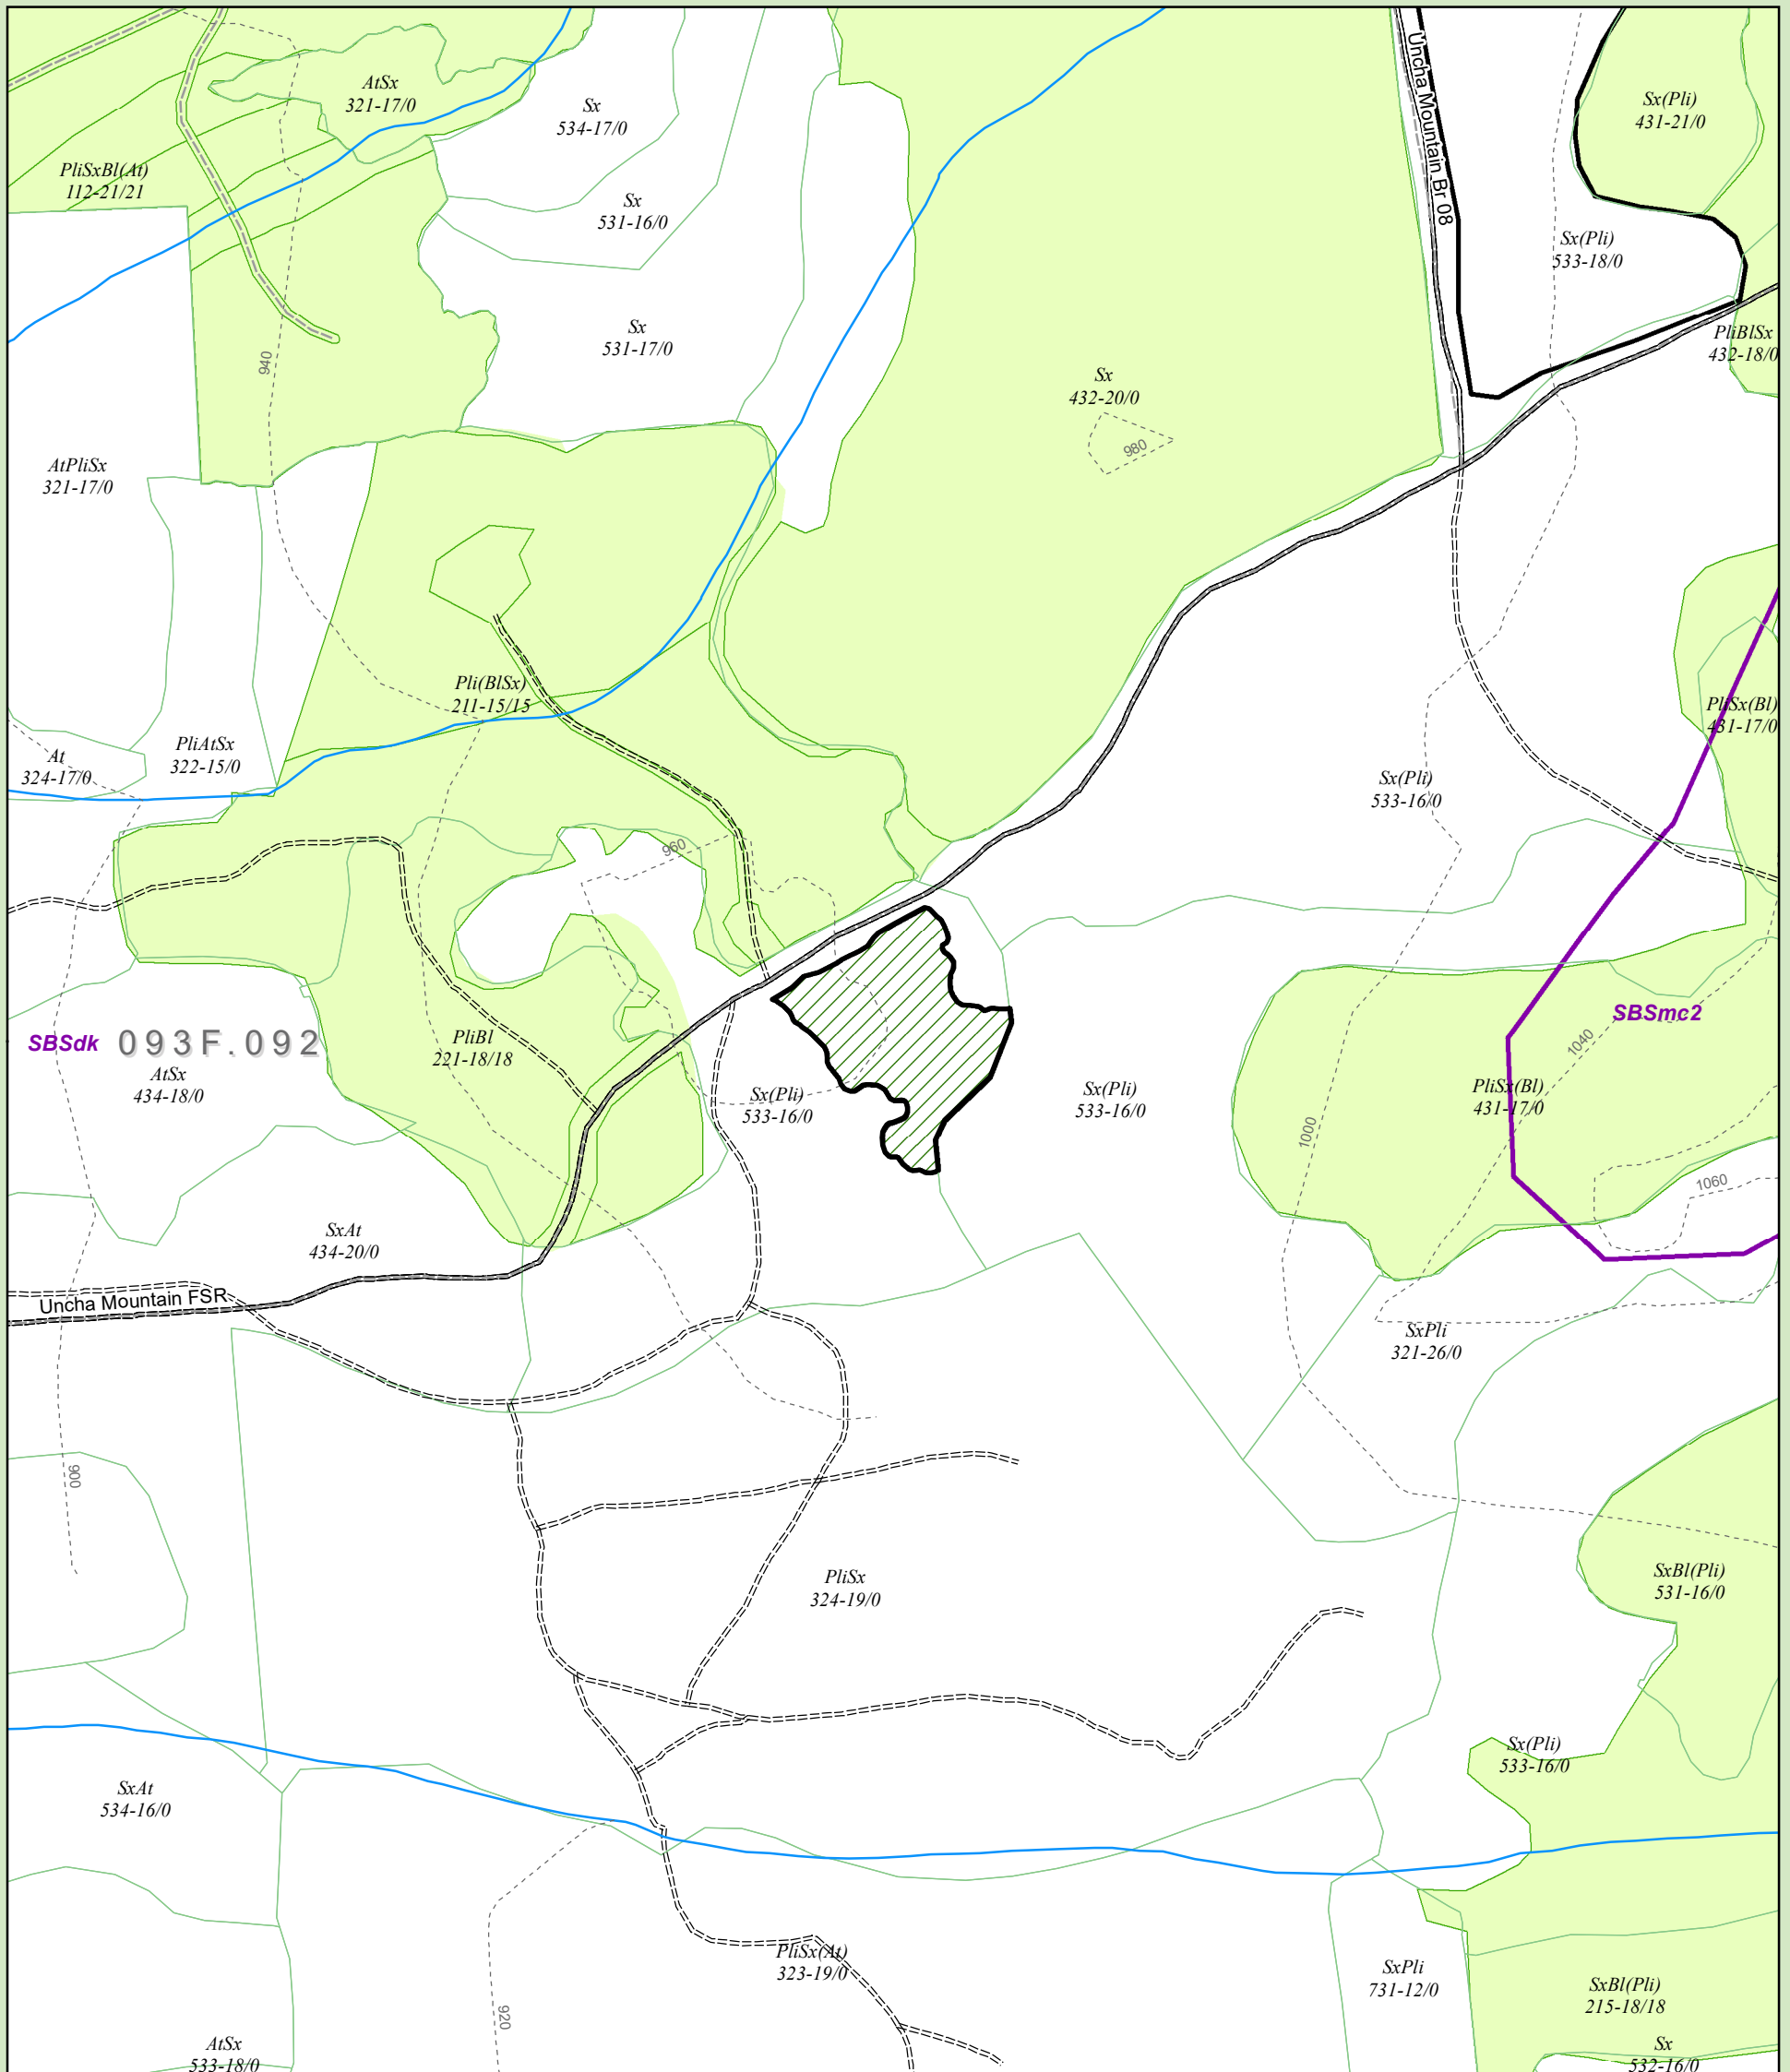 AtSx
321-17/0
Sx
534-17/0
Uncha Mountain Br 08
Sx(Pli)
431-21/0
PliSxBl(At)
112-21/21
Sx
531-16/0
Sx(Pli)
533-18/0
Sx
531-17/0
PliBlSx
432-18/0
940
Sx
432-20/0
980
AtPliSx
321-17/0
Pli(BlSx)
211-15/15
PliSx(Bl)
431-17/0
At
324-17/0
PliAtSx
322-15/0
Sx(Pli)
533-16/0
960
SBSdk
093F.092
SBSmc2
PliBl
221-18/18
1040
AtSx
434-18/0
Sx(Pli)
533-16/0
Sx(Pli)
533-16/0
PliSx(Bl)
431-17/0
1000
1060
SxAt
434-20/0
Uncha Mountain FSR
SxPli
321-26/0
900
PliSx
324-19/0
SxBl(Pli)
531-16/0
Sx(Pli)
533-16/0
SxAt
534-16/0
PliSx(At)
323-19/0
SxPli
731-12/0
SxBl(Pli)
215-18/18
920
AtSx
533-18/0
Sx
532-16/0